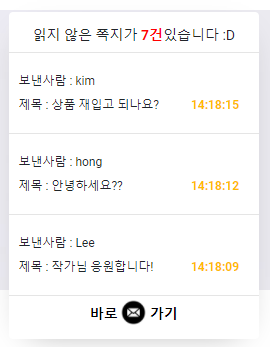 읽지 않은 쪽지가 7건있습니다 :D
보낸사람 : kim
제목 : 상품 재입고 되나요? 14:18:15
보낸사람 : hong
제목 : 안녕하세요?? 14:18:12
보낸사람 : Lee
제목 : 작가님 응원합니다! 14:18:09
바로 가기